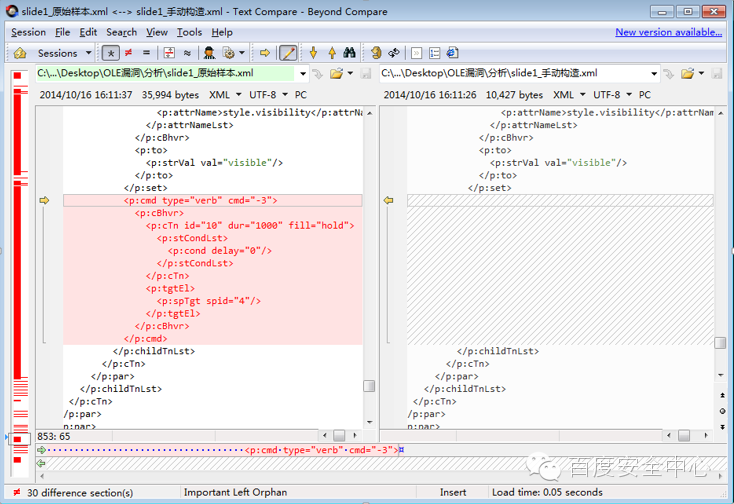 slide1_原始样本.xml <--> slide1_手动构造.xml - Text Compare - Beyond Compare
Session File Edit Search View Tools Help New version available...
Sessions
C:\...\Desktop\OLE漏洞\分析\slide1_原始样本.xml C:\...\Desktop\OLE漏洞\分析\slide1_手动构造.xml
2014/10/16 16:11:37 35,994 bytes XML UTF-8 PC 2014/10/16 16:11:26 10,427 bytes XML UTF-8 PC
<p:attrName>style.visibility</p:attrN
</p:attrNameLst>
</p:cBhvr>
<p:to>
<p:strVal val="visible"/>
</p:to>
</p:set>
<p:cmd type="verb" cmd="-3">
<p:cBhvr>
<p:cTn id="10" dur="1000" fill="hold">
<p:stCondLst>
<p:cond delay="0"/>
</p:stCondLst>
</p:cTn>
<p:tgtEl>
<p:spTgt spid="4"/>
</p:tgtEl>
</p:cBhvr>
</p:cmd>
</p:childTnLst>
</p:cTn>
</p:par>
</p:childTnLst>
</p:cTn>
/p:par>
<p:attrName>style.visibility</p:attrName
</p:attrNameLst>
</p:cBhvr>
<p:to>
<p:strVal val="visible"/>
</p:to>
</p:set>
</p:childTnLst>
</p:cTn>
</p:par>
</p:childTnLst>
</p:cTn>
/p:par>
853: 65
<p:cmd·type="verb"·cmd="-3">¤
百度安全中心
30 difference section(s) Important Left Orphan Insert Load time: 0.05 seconds